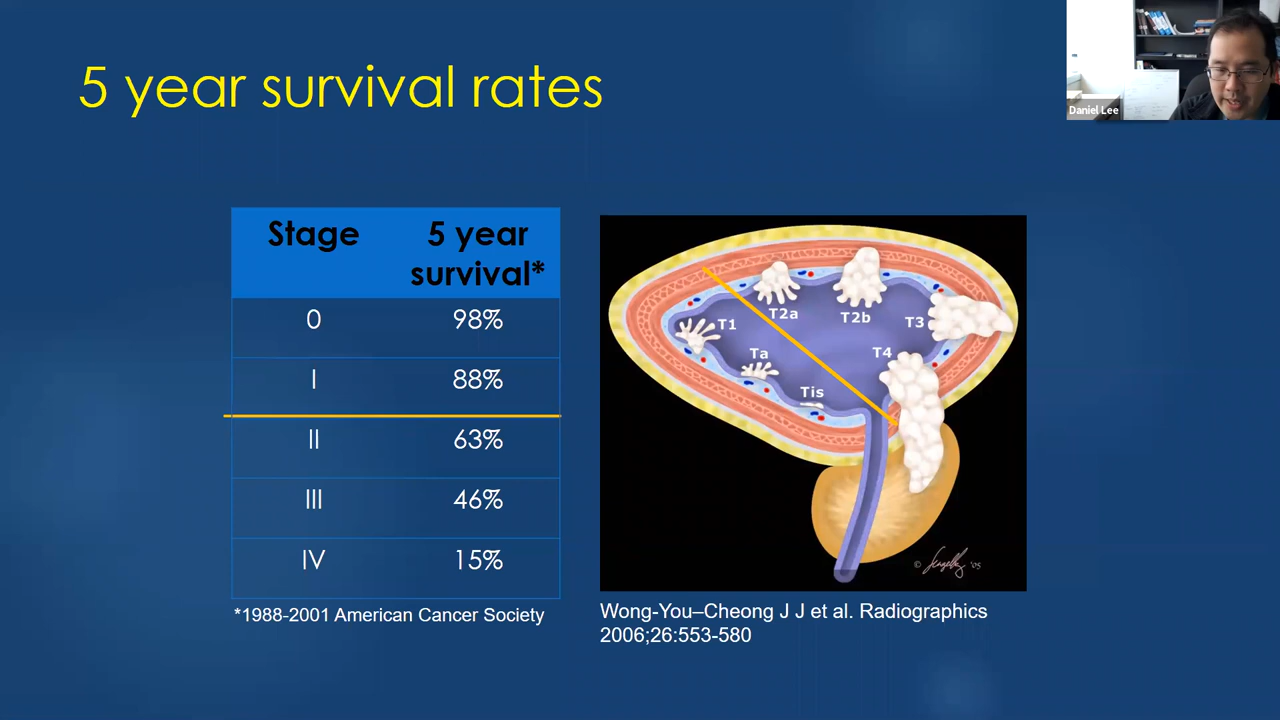 5 year survival rates
Daniel Lee
Stage 5 year survival*
0 98%
I 88%
II 63%
III 46%
IV 15%
*1988-2001 American Cancer Society
T1
T2a
T2b
T3
Ta
T4
Tis
©
'05
Wong-You–Cheong J J et al. Radiographics
2006;26:553-580